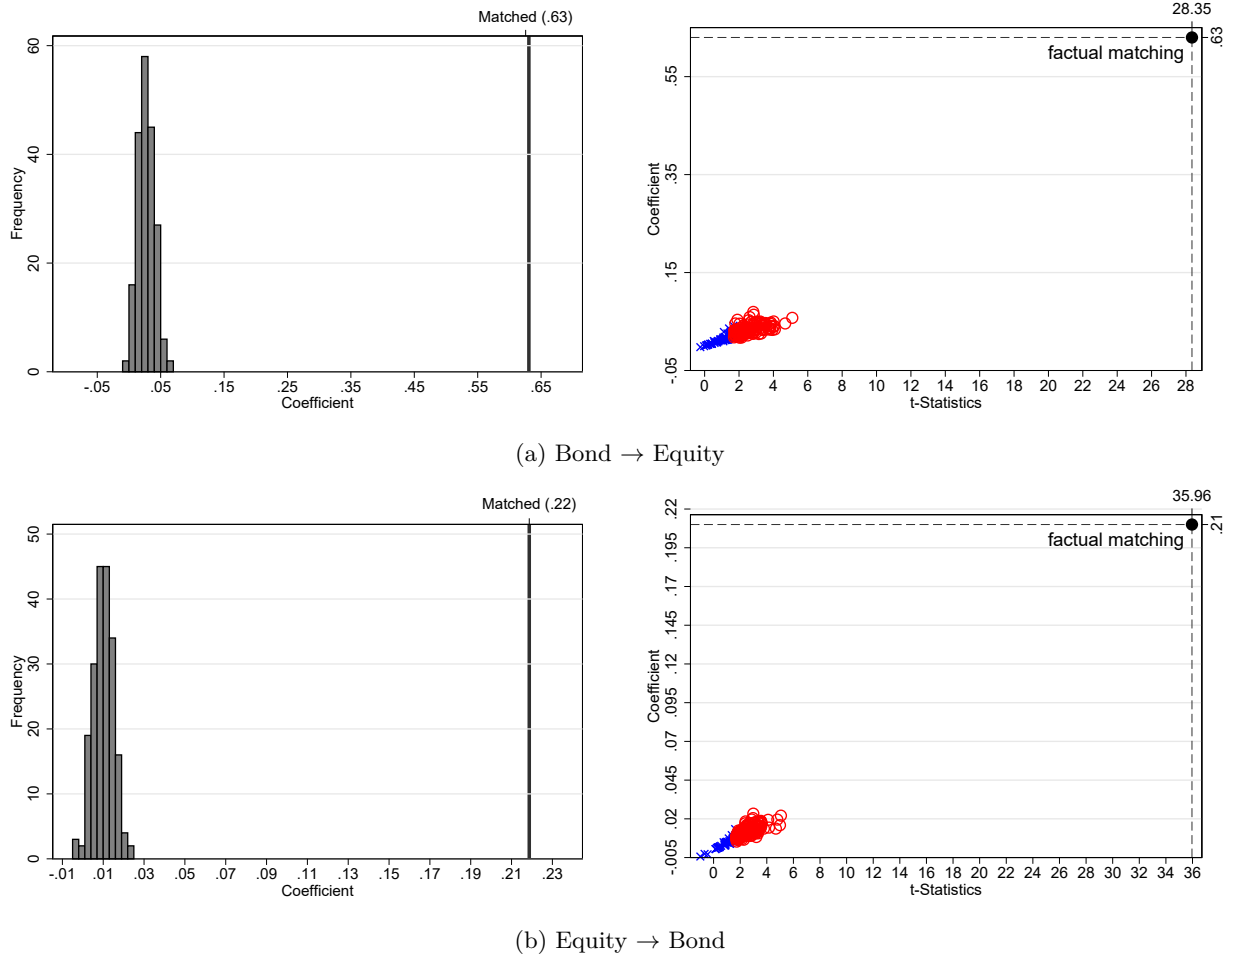 Matched (.63)
60
40
20
0
Frequency
-.05 .05 .15 .25 .35 .45 .55 .65
Coefficient
28.35
.63
factual matching
.55
.35
.15
-.05
Coefficient
0 2 4 6 8 10 12 14 16 18 20 22 24 26 28
t-Statistics
(a) Bond → Equity
Matched (.22)
50
40
30
20
10
0
Frequency
-.01 .01 .03 .05 .07 .09 .11 .13 .15 .17 .19 .21 .23
Coefficient
35.96
.21
factual matching
.22
.195
.17
.145
.12
.095
.07
.045
.02
-.005
Coefficient
0 2 4 6 8 10 12 14 16 18 20 22 24 26 28 30 32 34 36
t-Statistics
(b) Equity → Bond